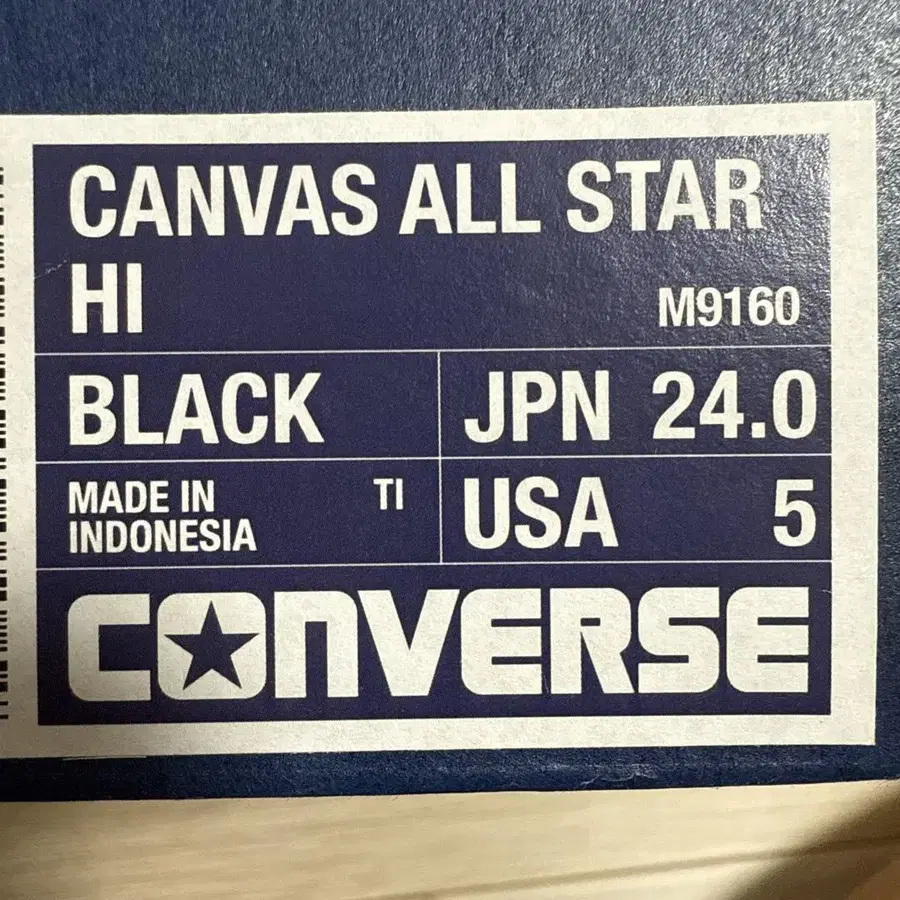 CANVAS ALL STAR
HI M9160
BLACK JPN 24.0
MADE IN INDONESIA TI USA 5
CONVERSE